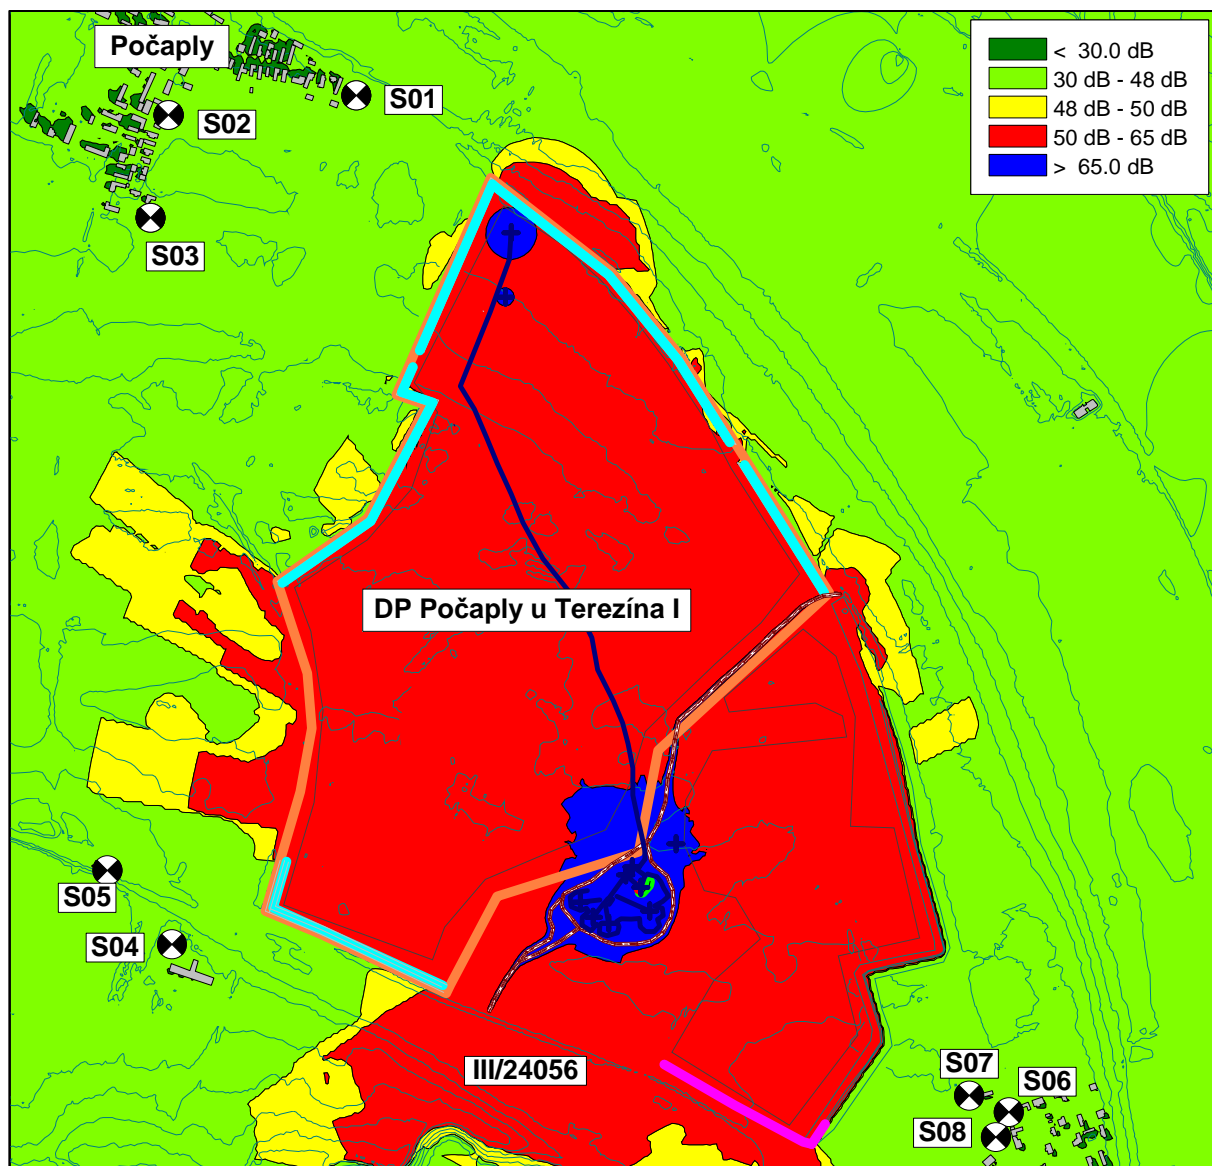 Počaply
< 30.0 dB
30 dB - 48 dB
48 dB - 50 dB
50 dB - 65 dB
> 65.0 dB
S01
S02
S03
DP Počaply u Terezína I
S05
S04
III/24056
S07
S06
S08